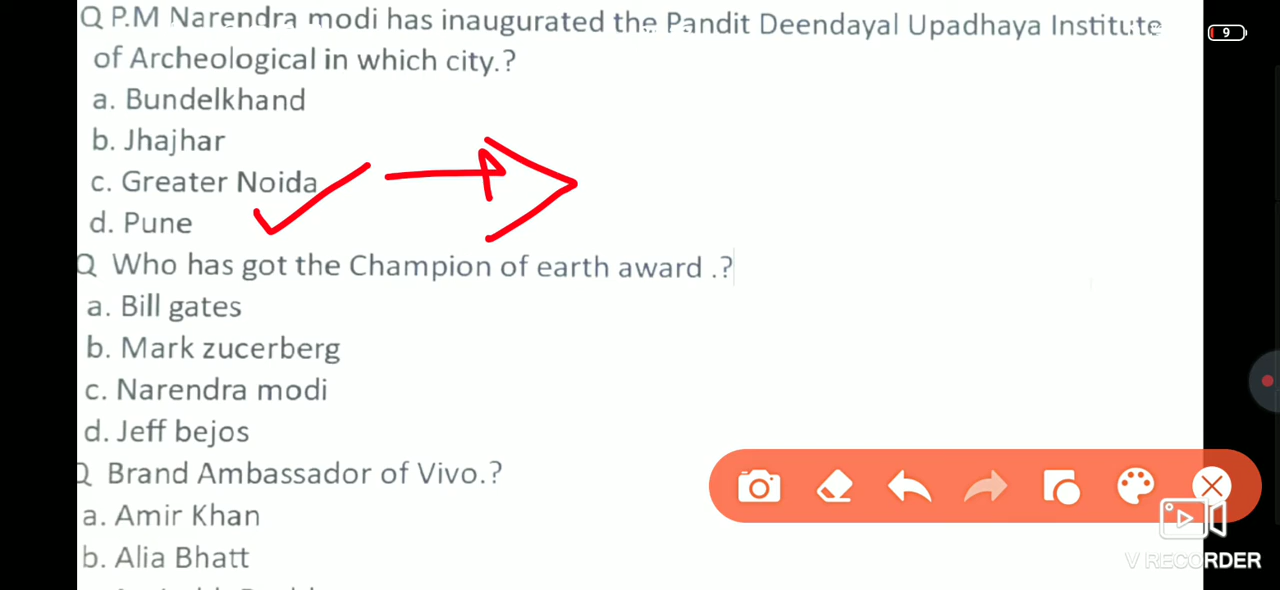 Q P.M Narendra modi has inaugurated the Pandit Deendayal Upadhaya Institute
of Archeological in which city.?
a. Bundelkhand
b. Jhajhar
c. Greater Noida
d. Pune
Q Who has got the Champion of earth award .?
a. Bill gates
b. Mark zucerberg
c. Narendra modi
d. Jeff bejos
Q Brand Ambassador of Vivo.?
a. Amir Khan
b. Alia Bhatt
9
V RECORDER